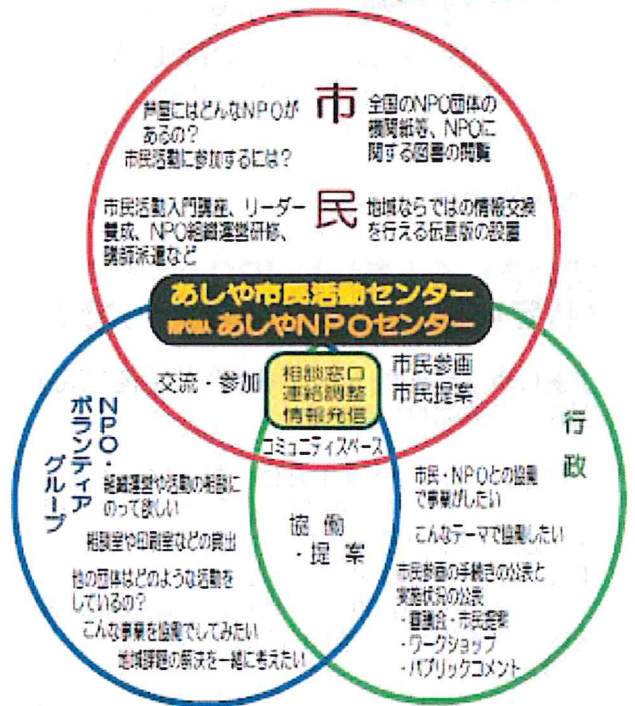 市民
芦屋にはどんなNPOが
あるの？
市民活動に参加するには？
全国のNPO団体の
機関紙等、NPOに
関する図書の閲覧
市民活動入門講座、リーダー
養成、NPO組織運営研修、
講師派遣など
地域ならではの情報交換
を行える伝言版の設置
あしや市民活動センター
あしやNPOセンター
交流・参加
相談窓口
連絡調整
情報発信
市民参画
市民提案
コミュニティスペース
NPO・
ボランティア
グループ
組織運営や活動の相談に
のって欲しい
相談室や印刷室などの貸出
他の団体はどのような活動を
しているの？
こんな事業を協働でしてみたい
地域課題の解決を一緒に考えたい
協働
・提案
行政
市民・NPOとの協働
で事業がしたい
こんなテーマで協働したい
市民参画の手続きの公表と
実施状況の公表
・審議会・市民提案
・ワークショップ
・パブリックコメント